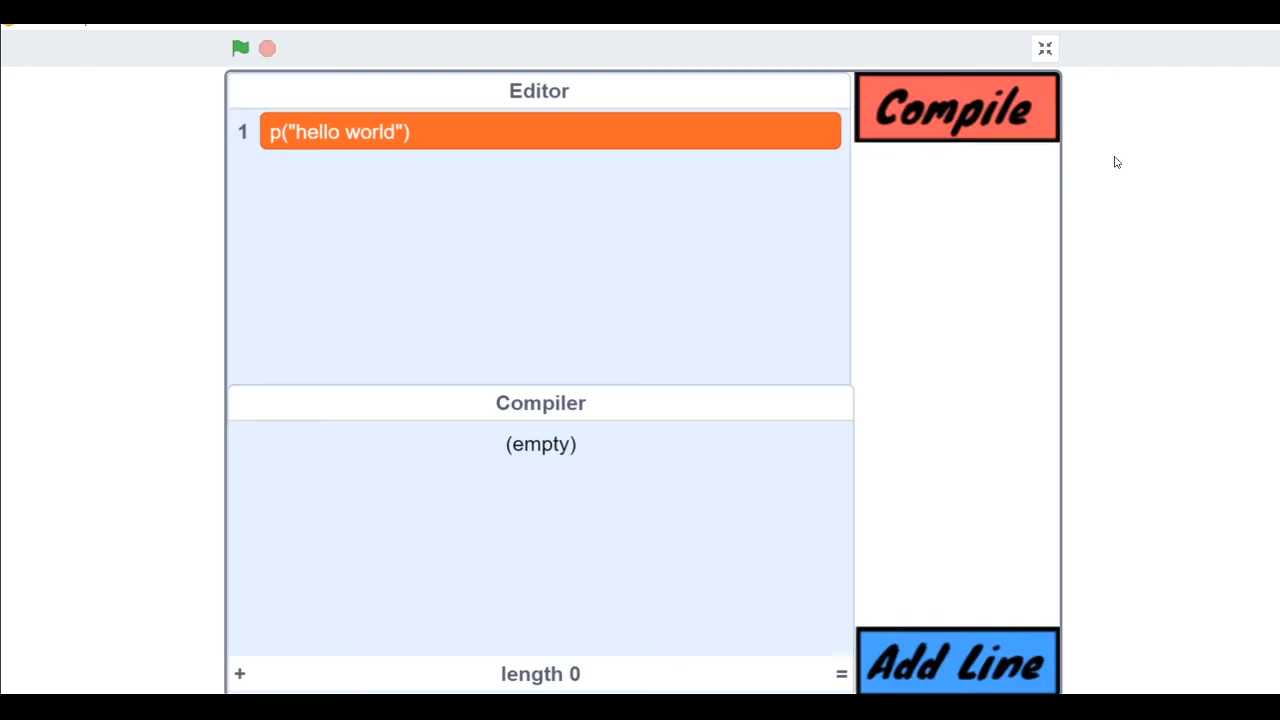 Editor
Compile
1 p("hello world")
Compiler
(empty)
+ length 0 =
Add Line